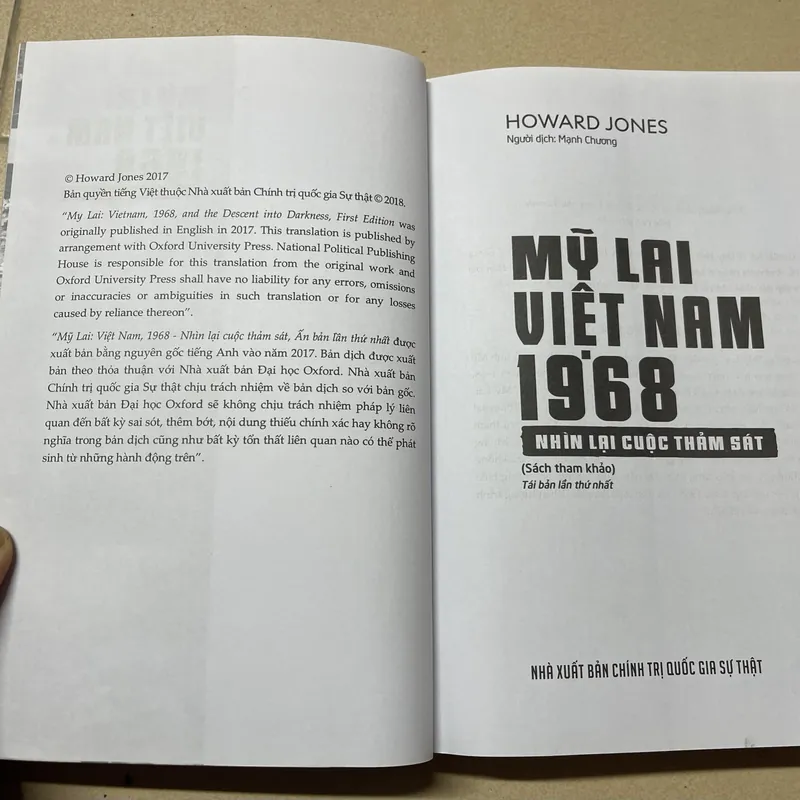 © Howard Jones 2017
Bản quyền tiếng Việt thuộc Nhà xuất bản Chính trị quốc gia Sự thật © 2018.
“My Lai: Vietnam, 1968, and the Descent into Darkness, First Edition was
originally published in English in 2017. This translation is published by
arrangement with Oxford University Press. National Political Publishing
House is responsible for this translation from the original work and
Oxford University Press shall have no liability for any errors, omissions
or inaccuracies or ambiguities in such translation or for any losses
caused by reliance thereon”.
“Mỹ Lai: Việt Nam, 1968 - Nhìn lại cuộc thảm sát, Ấn bản lần thứ nhất được
xuất bản bằng nguyên gốc tiếng Anh vào năm 2017. Bản dịch được xuất
bản theo thỏa thuận với Nhà xuất bản Đại học Oxford. Nhà xuất bản
Chính trị quốc gia Sự thật chịu trách nhiệm về bản dịch so với bản gốc.
Nhà xuất bản Đại học Oxford sẽ không chịu trách nhiệm pháp lý liên
quan đến bất kỳ sai sót, thêm bớt, nội dung thiếu chính xác hay không rõ
nghĩa trong bản dịch cũng như bất kỳ tổn thất liên quan nào có thể phát
sinh từ những hành động trên”.
HOWARD JONES
Người dịch: Mạnh Chương
MỸ LAI
VIỆT NAM
1968
NHÌN LẠI CUỘC THẢM SÁT
(Sách tham khảo)
Tái bản lần thứ nhất
NHÀ XUẤT BẢN CHÍNH TRỊ QUỐC GIA SỰ THẬT